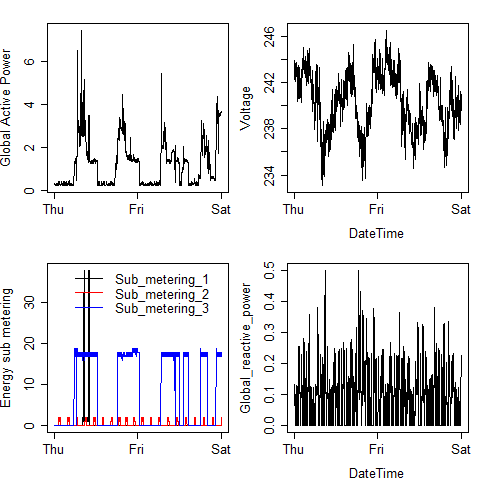 Global Active Power
0 2 4 6
Thu Fri Sat
Voltage
234 238 242 246
Thu Fri Sat
DateTime
Energy sub metering
0 10 20 30
Sub_metering_1
Sub_metering_2
Sub_metering_3
Thu Fri Sat
Global_reactive_power
0.0 0.1 0.2 0.3 0.4 0.5
Thu Fri Sat
DateTime